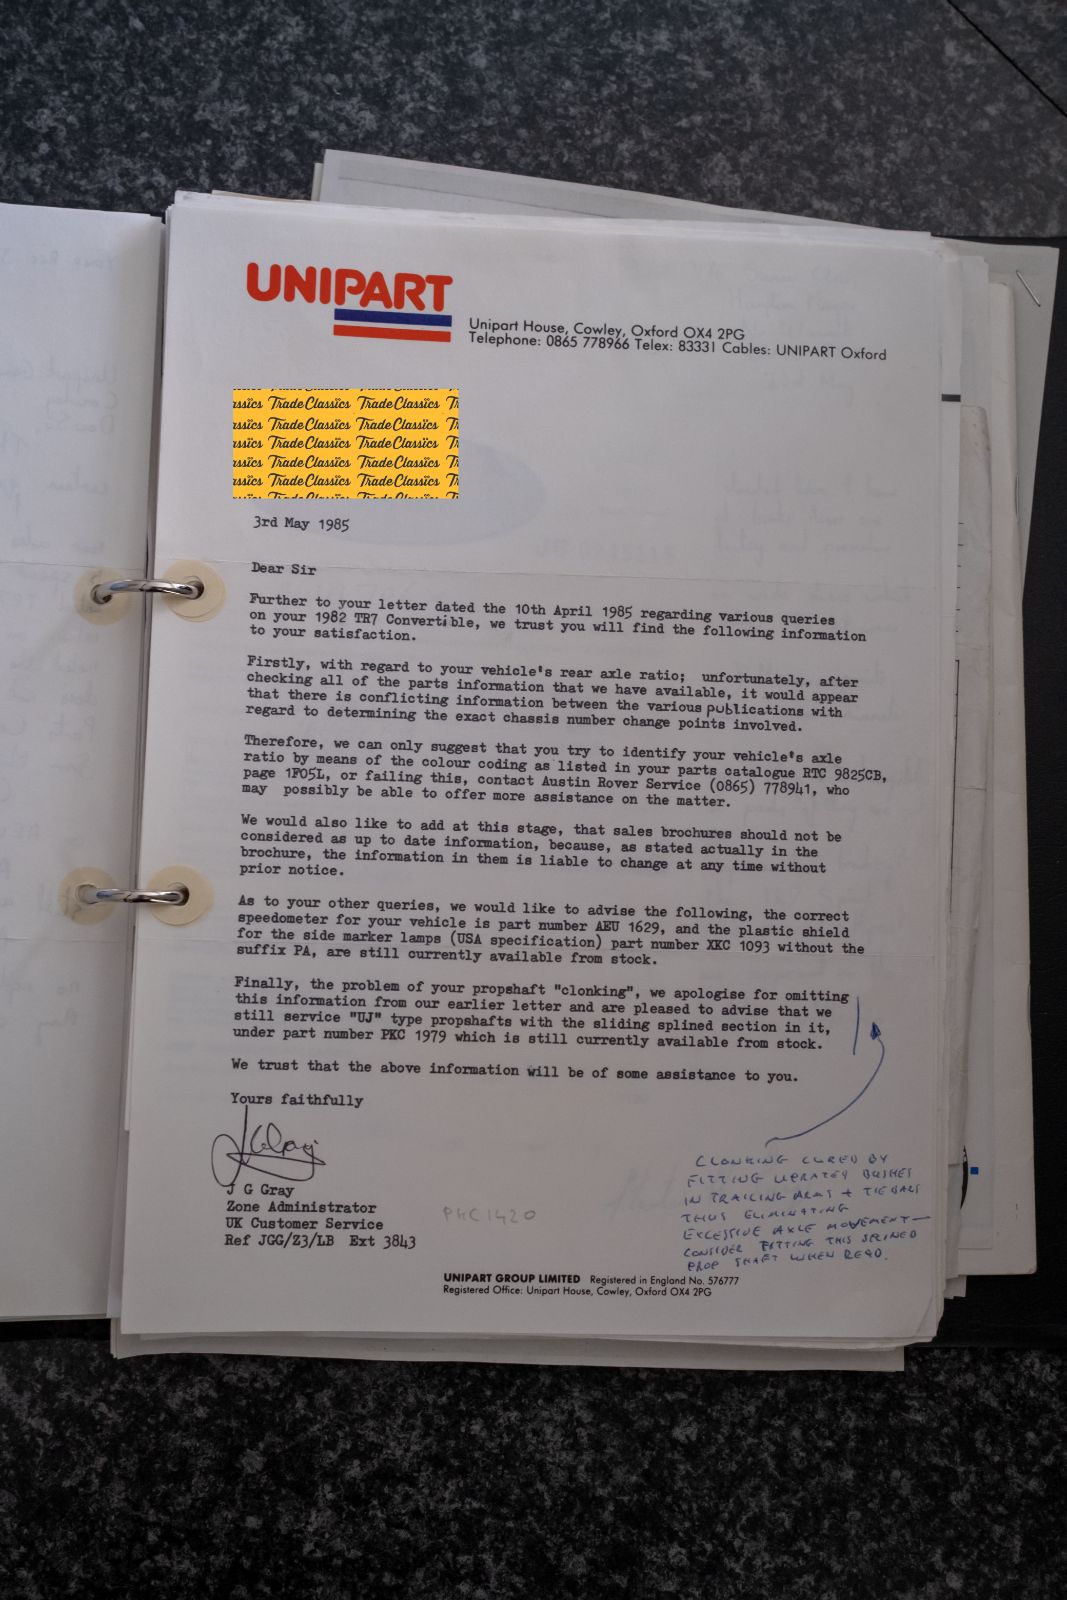 UNIPART
Unipart House, Cowley, Oxford OX4 2PG
Telephone: 0865 778966 Telex: 83331 Cables: UNIPART Oxford
TradeClassics TradeClassics
TradeClassics TradeClassics
TradeClassics TradeClassics
TradeClassics TradeClassics
TradeClassics TradeClassics
3rd May 1985
Dear Sir
Further to your letter dated the 10th April 1985 regarding various queries
on your 1982 TR7 Convertible, we trust you will find the following information
to your satisfaction.
Firstly, with regard to your vehicle's rear axle ratio; unfortunately, after
checking all of the parts information that we have available, it would appear
that there is conflicting information between the various publications with
regard to determining the exact chassis number change points involved.
Therefore, we can only suggest that you try to identify your vehicle's axle
ratio by means of the colour coding as listed in your parts catalogue RTC 9825CB,
page 1F05L, or failing this, contact Austin Rover Service (0865) 778941, who
may possibly be able to offer more assistance on the matter.
We would also like to add at this stage, that sales brochures should not be
considered as up to date information, because, as stated actually in the
brochure, the information in them is liable to change at any time without
prior notice.
As to your other queries, we would like to advise the following, the correct
speedometer for your vehicle is part number AEU 1629, and the plastic shield
for the side marker lamps (USA specification) part number XKC 1093 without the
suffix PA, are still currently available from stock.
Finally, the problem of your propshaft "clonking", we apologise for omitting
this information from our earlier letter and are pleased to advise that we
still service "UJ" type propshafts with the sliding splined section in it,
under part number PKC 1979 which is still currently available from stock.
We trust that the above information will be of some assistance to you.
Yours faithfully
J G Gray
Zone Administrator
UK Customer Service
Ref JGG/Z3/LB Ext 3843
PKC1420
CLONKING CURED BY
FITTING UPRATED BUSHES
IN TRAILING ARMS + TIE BARS
THUS ELIMINATING
EXCESSIVE AXLE MOVEMENT—
CONSIDER FITTING THIS SPLINED
PROP SHAFT WHEN REQD.
UNIPART GROUP LIMITED Registered in England No. 576777
Registered Office: Unipart House, Cowley, Oxford OX4 2PG